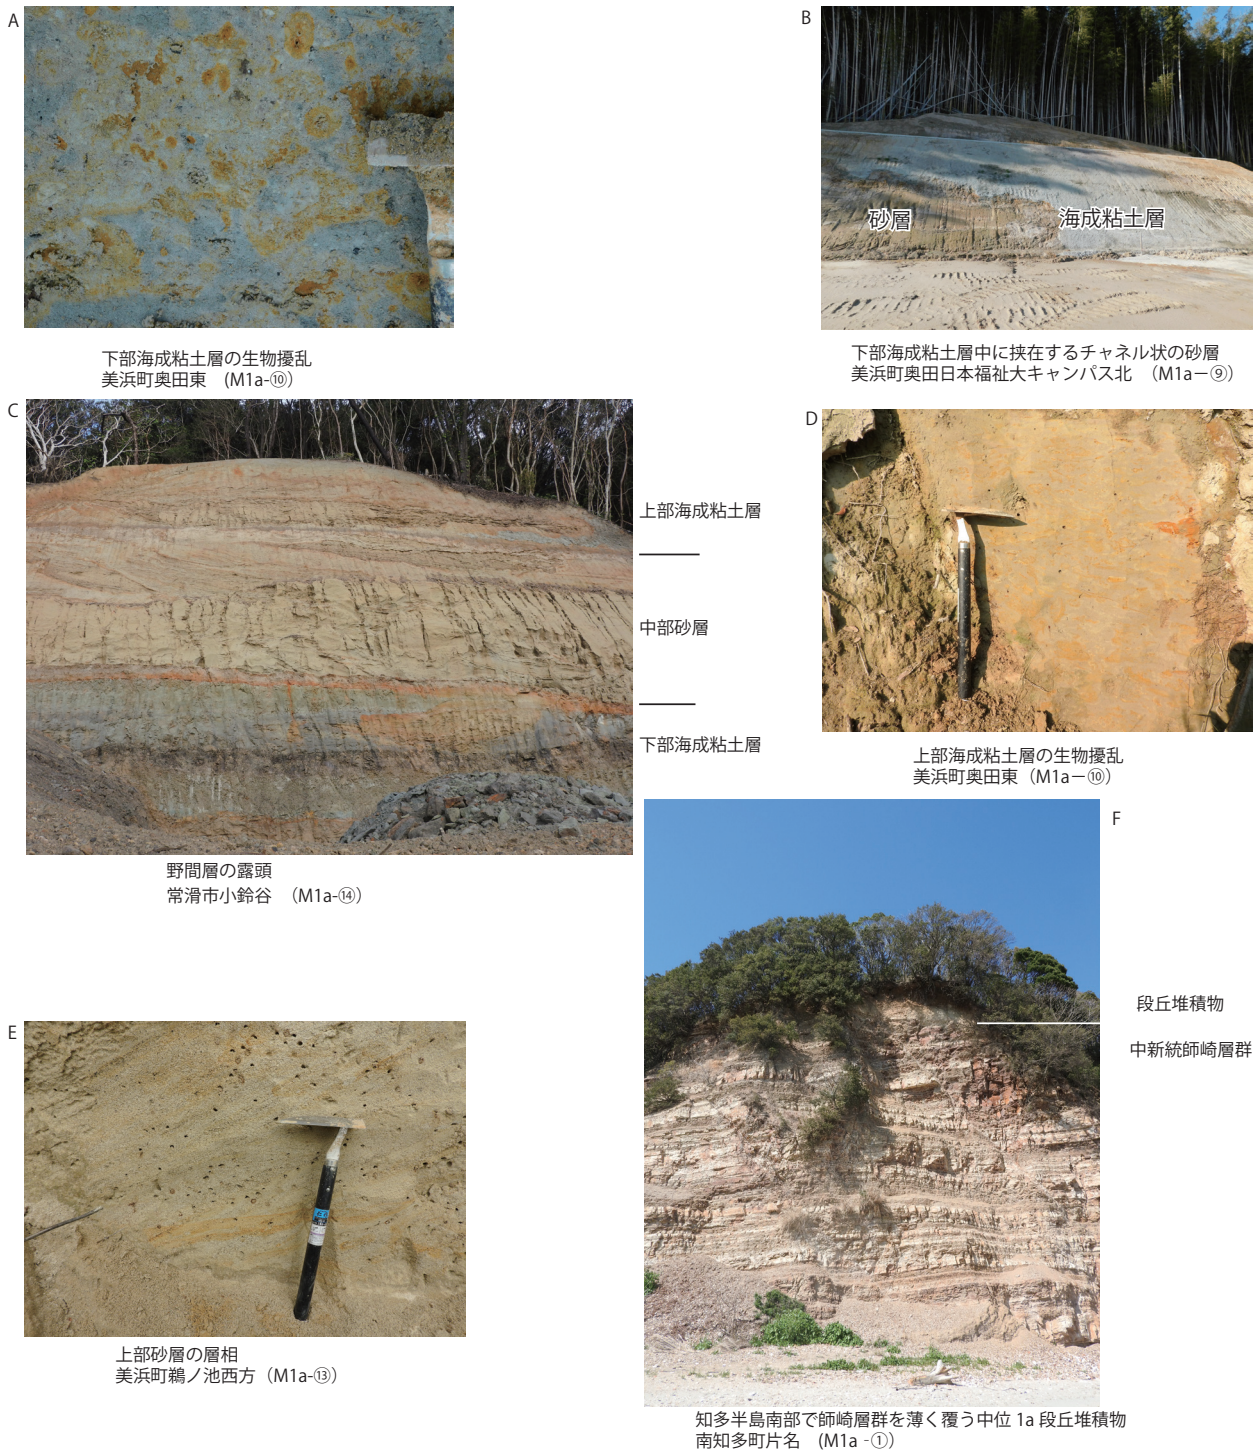 A
下部海成粘土層の生物擾乱
美浜町奥田東　(M1a-⑩)
B
砂層
海成粘土層
下部海成粘土層中に挟在するチャネル状の砂層
美浜町奥田日本福祉大キャンパス北　（M1a－⑨）
C
上部海成粘土層
中部砂層
下部海成粘土層
野間層の露頭
常滑市小鈴谷　（M1a-⑭）
D
上部海成粘土層の生物擾乱
美浜町奥田東（M1a－⑩）
E
上部砂層の層相
美浜町鵜ノ池西方（M1a-⑬）
F
段丘堆積物
中新統師崎層群
知多半島南部で師崎層群を薄く覆う中位 1a 段丘堆積物
南知多町片名　(M1a -①）